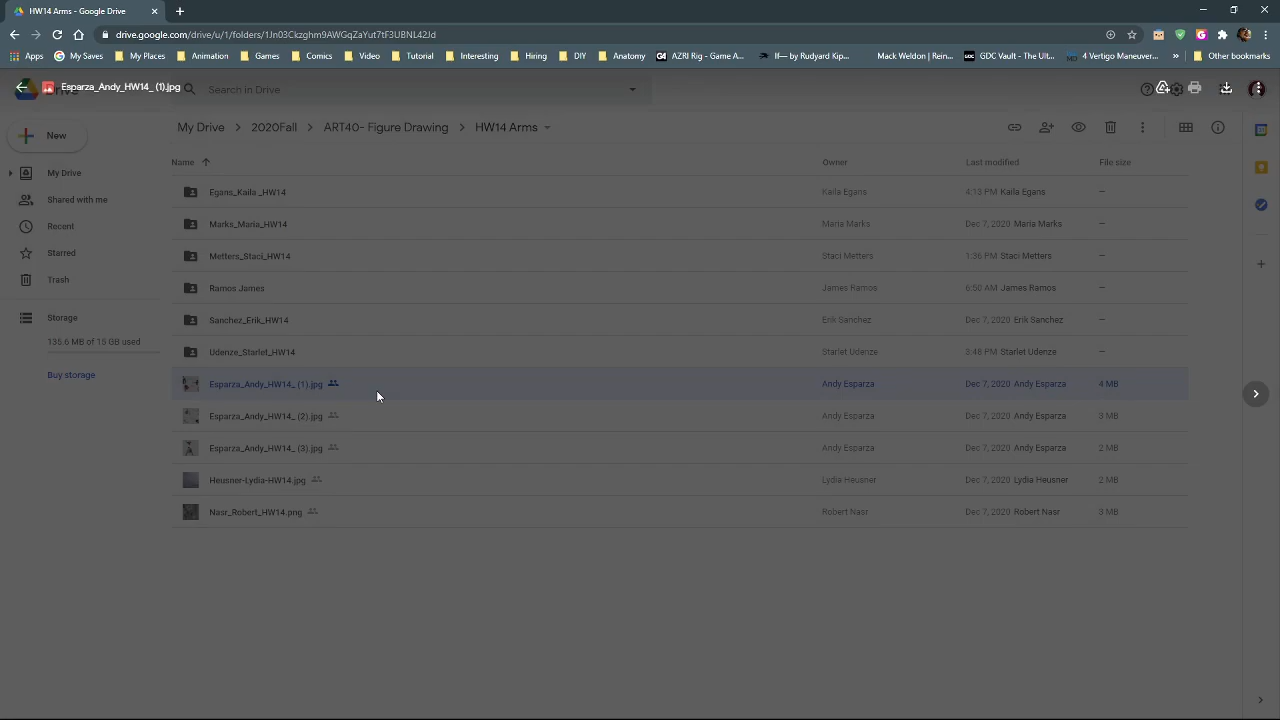 HW14 Arms - Google Drive
drive.google.com/drive/u/1/folders/1Jn03Ckzghm9AWGqZaYut7tF3UBNL42Jd
Apps My Saves My Places Animation Games Comics Video Tutorial Interesting Hiring DIY Anatomy AZRI Rig - Game A... If— by Rudyard Kip... Mack Weldon | Rein... GDC Vault - The Ult... 4 Vertigo Maneuver... » Other bookmarks
Esparza_Andy_HW14_ (1).jpg
Search in Drive
New
My Drive
Shared with me
Recent
Starred
Trash
Storage
135.6 MB of 15 GB used
Buy storage
My Drive > 2020Fall > ART40- Figure Drawing > HW14 Arms
Name Owner Last modified File size
Egans_Kaila _HW14 Kaila Egans 4:13 PM Kaila Egans —
Marks_Maria_HW14 Maria Marks Dec 7, 2020 Maria Marks —
Metters_Staci_HW14 Staci Metters 1:36 PM Staci Metters —
Ramos James James Ramos 6:50 AM James Ramos —
Sanchez_Erik_HW14 Erik Sanchez Dec 7, 2020 Erik Sanchez —
Udenze_Starlet_HW14 Starlet Udenze 3:48 PM Starlet Udenze —
Esparza_Andy_HW14_ (1).jpg Andy Esparza Dec 7, 2020 Andy Esparza 4 MB
Esparza_Andy_HW14_ (2).jpg Andy Esparza Dec 7, 2020 Andy Esparza 3 MB
Esparza_Andy_HW14_ (3).jpg Andy Esparza Dec 7, 2020 Andy Esparza 2 MB
Heusner-Lydia-HW14.jpg Lydia Heusner Dec 7, 2020 Lydia Heusner 2 MB
Nasr_Robert_HW14.png Robert Nasr Dec 7, 2020 Robert Nasr 3 MB